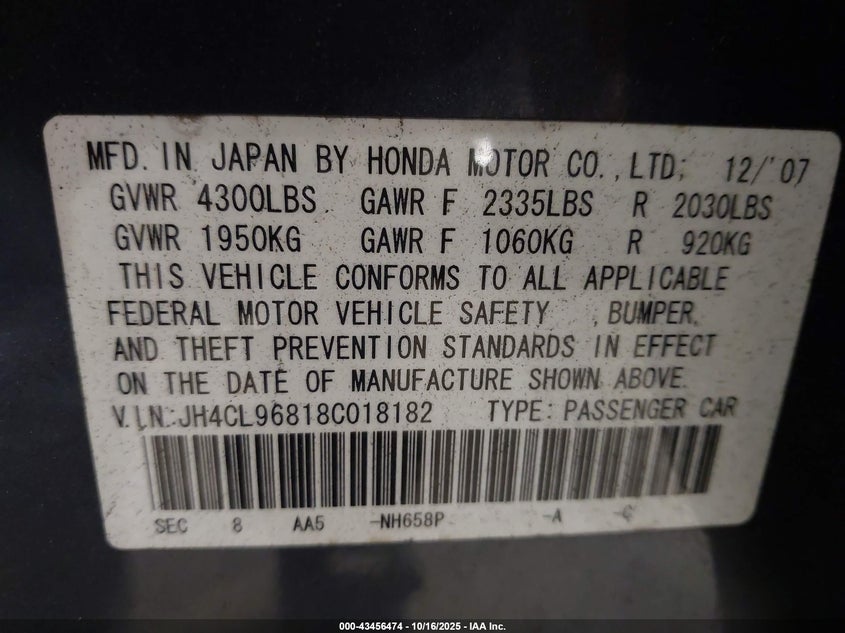 MFD. IN JAPAN BY HONDA MOTOR CO., LTD; 12/'07
GVWR 4300LBS GAWR F 2335LBS R 2030LBS
GVWR 1950KG GAWR F 1060KG R 920KG
THIS VEHICLE CONFORMS TO ALL APPLICABLE
FEDERAL MOTOR VEHICLE SAFETY , BUMPER,
AND THEFT PREVENTION STANDARDS IN EFFECT
ON THE DATE OF MANUFACTURE SHOWN ABOVE.
V.I.N.:JH4CL96818C018182 TYPE: PASSENGER CAR
SEC 8 AA5 -NH658P -A -C
000-43456474 - 10/16/2025 - IAA Inc.